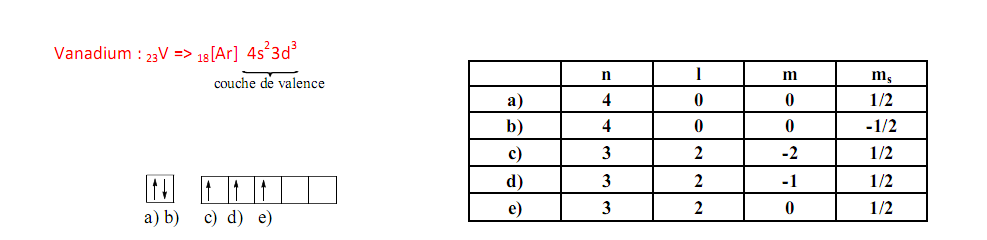 Vanadium : ₂₃V => ₁₈[Ar] 4s²3d³
couche de valence
a) b) c) d) e)
n l m mₛ
a) 4 0 0 1/2
b) 4 0 0 -1/2
c) 3 2 -2 1/2
d) 3 2 -1 1/2
e) 3 2 0 1/2